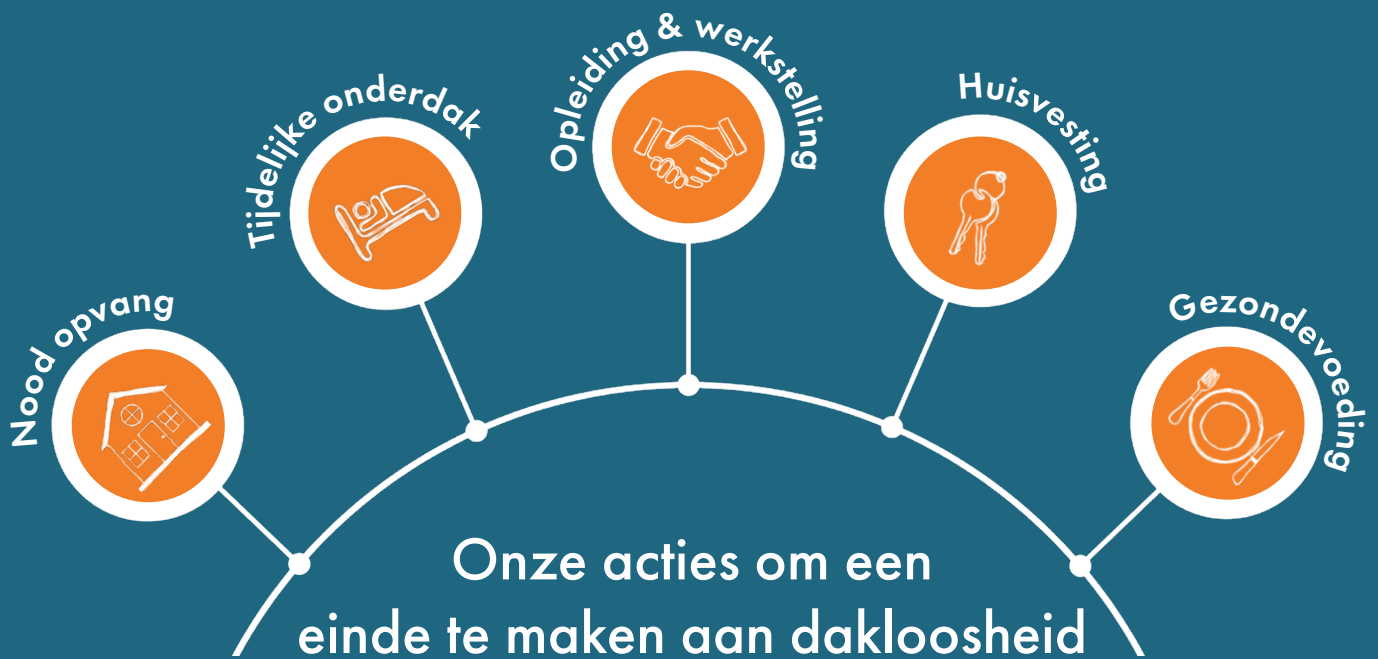 Nood opvang
Tijdelijke onderdak
Opleiding & werkstelling
Huisvesting
Gezondevoeding
Onze acties om een
einde te maken aan dakloosheid